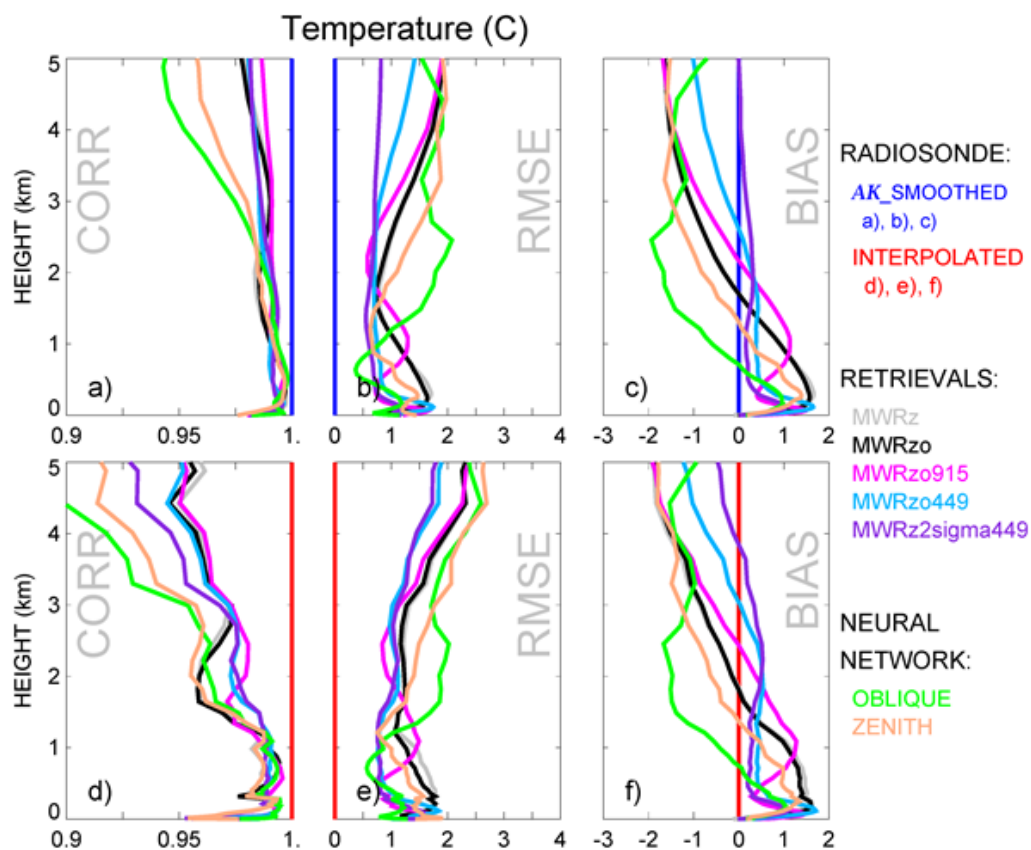 Temperature (C)
5
4
3
2
1
0
HEIGHT (km)
CORR
a)
0.9
0.95
1.
RMSE
b)
0
1
2
3
4
BIAS
c)
-3
-2
-1
0
1
2
5
4
3
2
1
0
HEIGHT (km)
CORR
d)
0.9
0.95
1.
RMSE
e)
0
2
4
BIAS
f)
-3
-2
-1
0
1
2
RADIOSONDE:
AK_SMOOTHED
a), b), c)
INTERPOLATED
d), e), f)
RETRIEVALS:
MWRz
MWRzo
MWRzo915
MWRzo449
MWRz2sigma449
NEURAL
NETWORK:
OBLIQUE
ZENITH